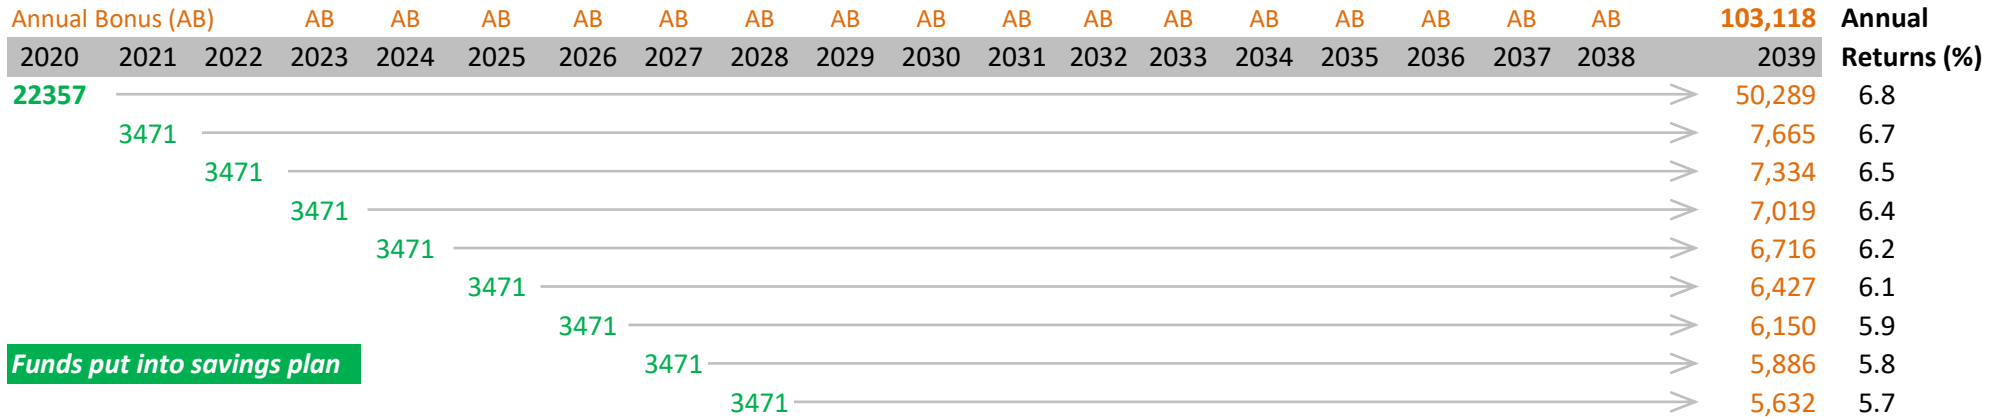 Annual Bonus (AB) AB AB AB AB AB AB AB AB AB AB AB AB AB AB AB AB 103,118 Annual
2020 2021 2022 2023 2024 2025 2026 2027 2028 2029 2030 2031 2032 2033 2034 2035 2036 2037 2038 2039 Returns (%)
22357 50,289 6.8
3471 7,665 6.7
3471 7,334 6.5
3471 7,019 6.4
3471 6,716 6.2
3471 6,427 6.1
3471 6,150 5.9
Funds put into savings plan 3471 5,886 5.8
3471 5,632 5.7